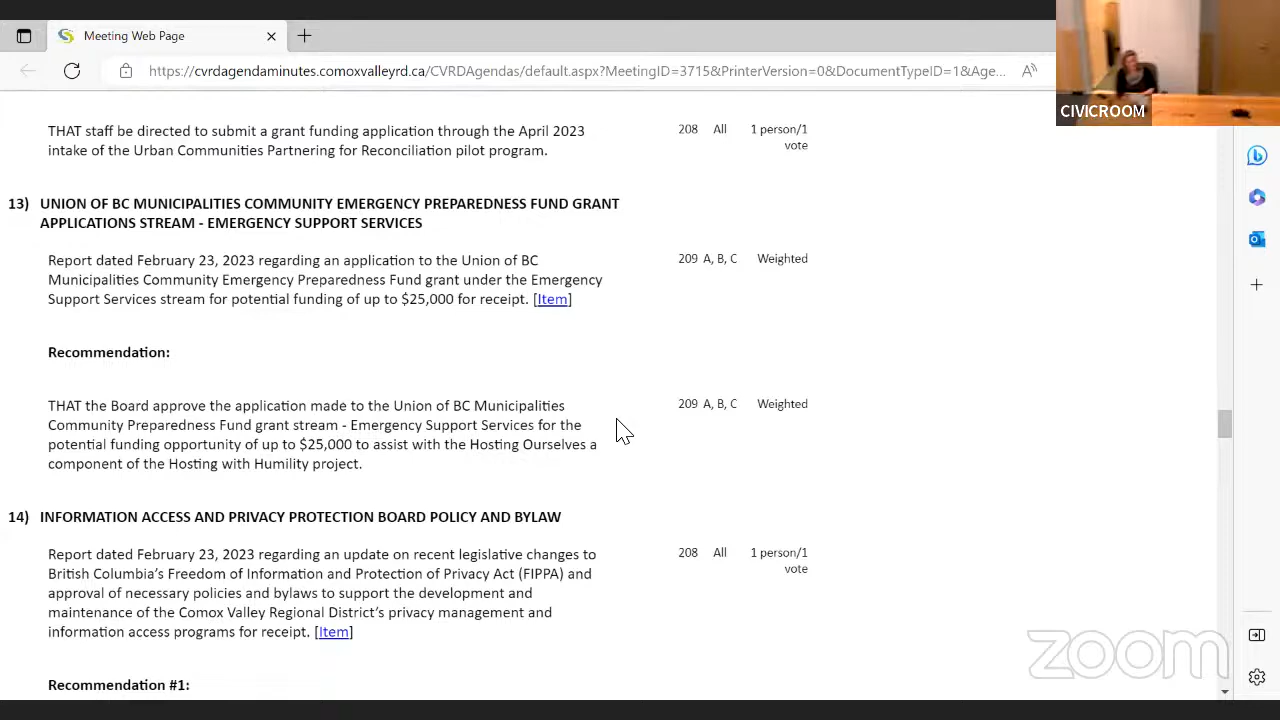 Meeting Web Page
https://cvrdagendaminutes.comoxvalleyrd.ca/CVRDAgendas/default.aspx?MeetingID=3715&PrinterVersion=0&DocumentTypeID=1&Age...
CIVICROOM
THAT staff be directed to submit a grant funding application through the April 2023 208 All 1 person/1
intake of the Urban Communities Partnering for Reconciliation pilot program. vote
13) UNION OF BC MUNICIPALITIES COMMUNITY EMERGENCY PREPAREDNESS FUND GRANT
APPLICATIONS STREAM - EMERGENCY SUPPORT SERVICES
Report dated February 23, 2023 regarding an application to the Union of BC 209 A, B, C Weighted
Municipalities Community Emergency Preparedness Fund grant under the Emergency
Support Services stream for potential funding of up to $25,000 for receipt. [Item]
Recommendation:
THAT the Board approve the application made to the Union of BC Municipalities 209 A, B, C Weighted
Community Preparedness Fund grant stream - Emergency Support Services for the
potential funding opportunity of up to $25,000 to assist with the Hosting Ourselves a
component of the Hosting with Humility project.
14) INFORMATION ACCESS AND PRIVACY PROTECTION BOARD POLICY AND BYLAW
Report dated February 23, 2023 regarding an update on recent legislative changes to 208 All 1 person/1
British Columbia's Freedom of Information and Protection of Privacy Act (FIPPA) and vote
approval of necessary policies and bylaws to support the development and
maintenance of the Comox Valley Regional District's privacy management and
information access programs for receipt. [Item]
Recommendation #1:
zoom